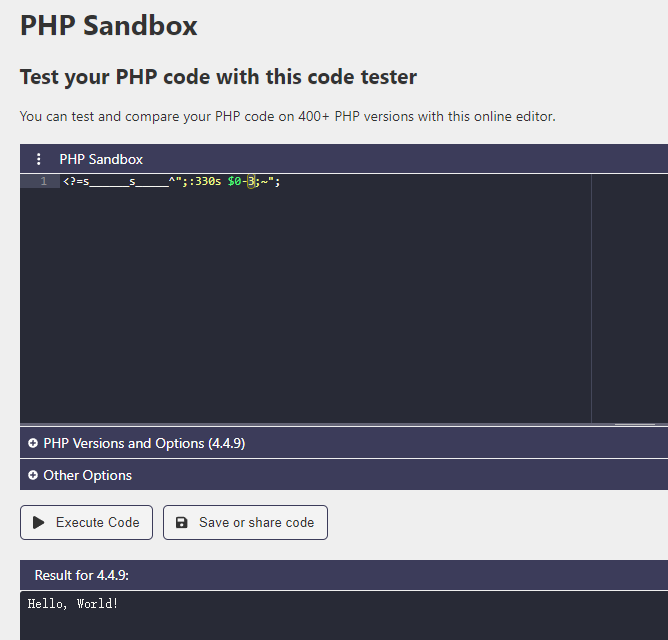 PHP Sandbox
Test your PHP code with this code tester
You can test and compare your PHP code on 400+ PHP versions with this online editor.
PHP Sandbox
1 <?=s______s_____^";:330s $0-3;~";
PHP Versions and Options (4.4.9)
Other Options
Execute Code Save or share code
Result for 4.4.9:
Hello, World!